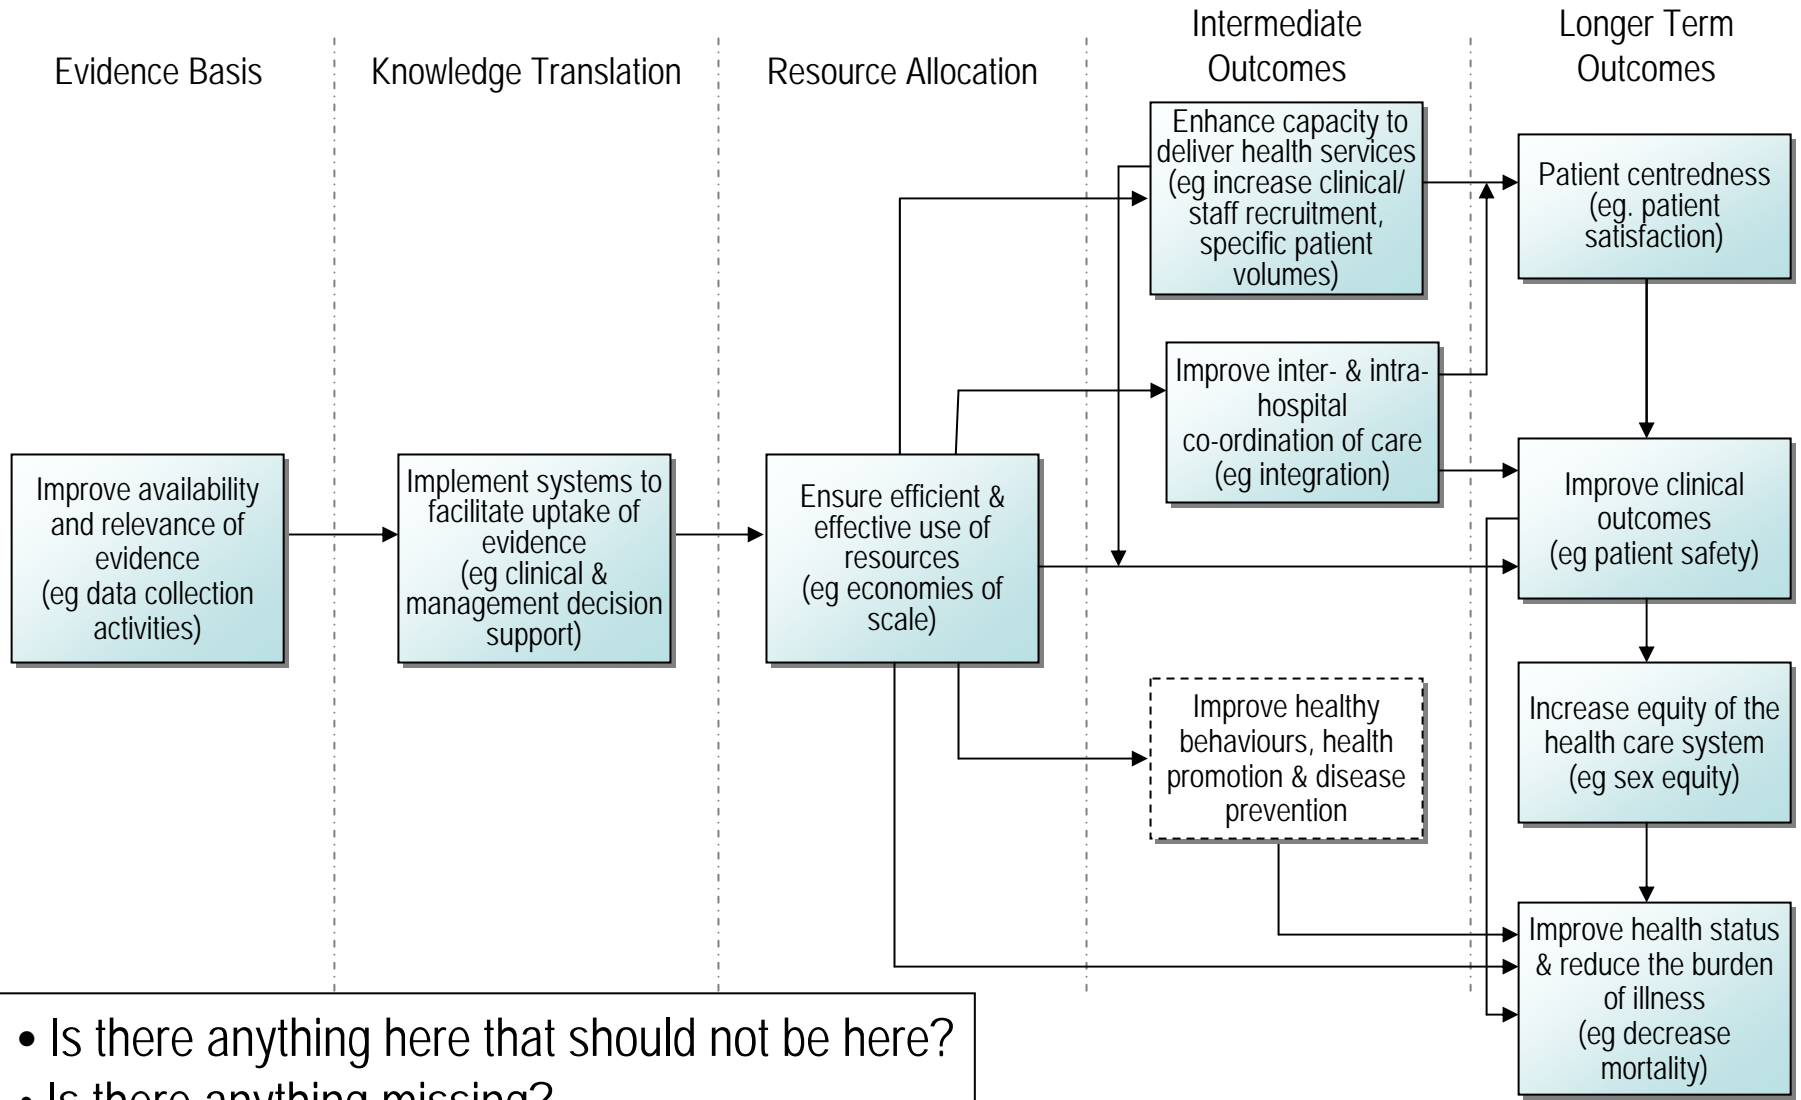 Evidence Basis
Knowledge Translation
Resource Allocation
Intermediate
Outcomes
Longer Term
Outcomes
Improve availability
and relevance of
evidence
(eg data collection
activities)
Implement systems to
facilitate uptake of
evidence
(eg clinical &
management decision
support)
Ensure efficient &
effective use of
resources
(eg economies of
scale)
Enhance capacity to
deliver health services
(eg increase clinical/
staff recruitment,
specific patient
volumes)
Improve inter- & intra-
hospital
co-ordination of care
(eg integration)
Improve healthy
behaviours, health
promotion & disease
prevention
Patient centredness
(eg. patient
satisfaction)
Improve clinical
outcomes
(eg patient safety)
Increase equity of the
health care system
(eg sex equity)
Improve health status
& reduce the burden
of illness
(eg decrease
mortality)
• Is there anything here that should not be here?
• Is there anything missing?